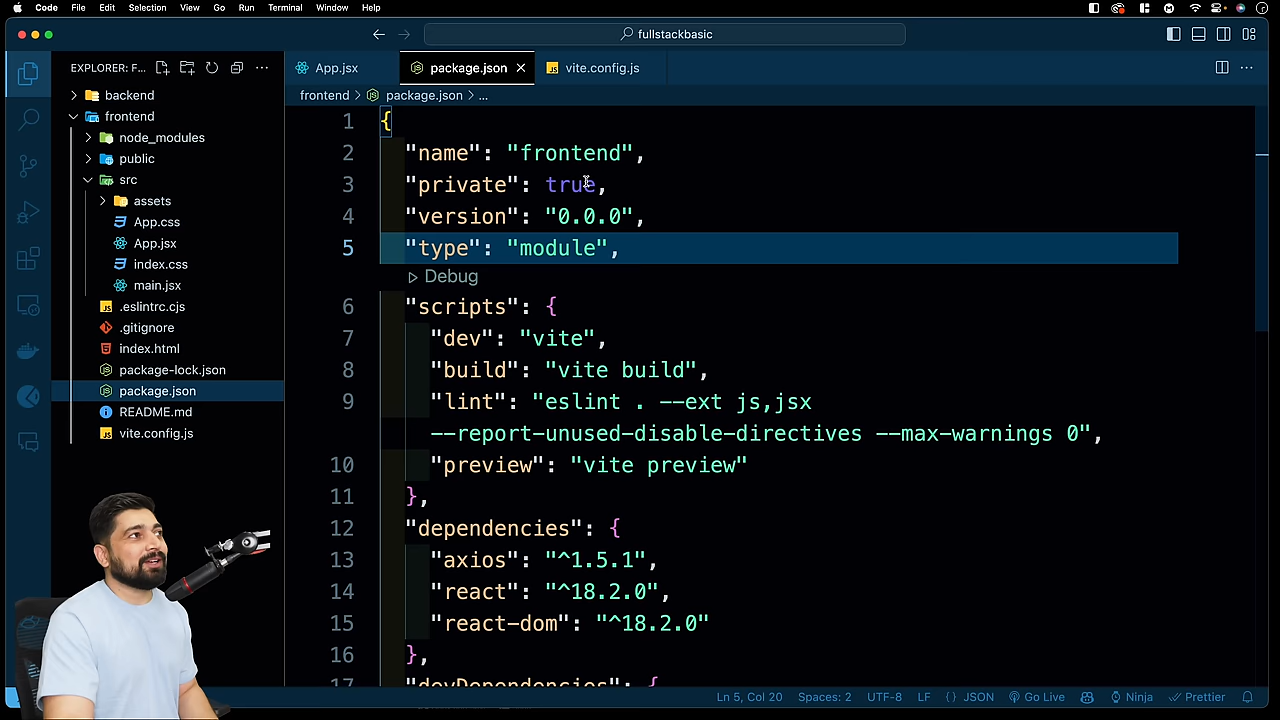 Code File Edit Selection View Go Run Terminal Window Help
fullstackbasic
EXPLORER: F...
App.jsx
package.json
vite.config.js
frontend > package.json > ...
backend
frontend
node_modules
public
src
assets
App.css
App.jsx
index.css
main.jsx
.eslintrc.cjs
.gitignore
index.html
package-lock.json
package.json
README.md
vite.config.js
1 {
2 "name": "frontend",
3 "private": true,
4 "version": "0.0.0",
5 "type": "module",
Debug
6 "scripts": {
7 "dev": "vite",
8 "build": "vite build",
9 "lint": "eslint . --ext js,jsx
--report-unused-disable-directives --max-warnings 0",
10 "preview": "vite preview"
11 },
12 "dependencies": {
13 "axios": "^1.5.1",
14 "react": "^18.2.0",
15 "react-dom": "^18.2.0"
16 },
17 "devDependencies": {
Ln 5, Col 20 Spaces: 2 UTF-8 LF {} JSON Go Live Ninja Prettier